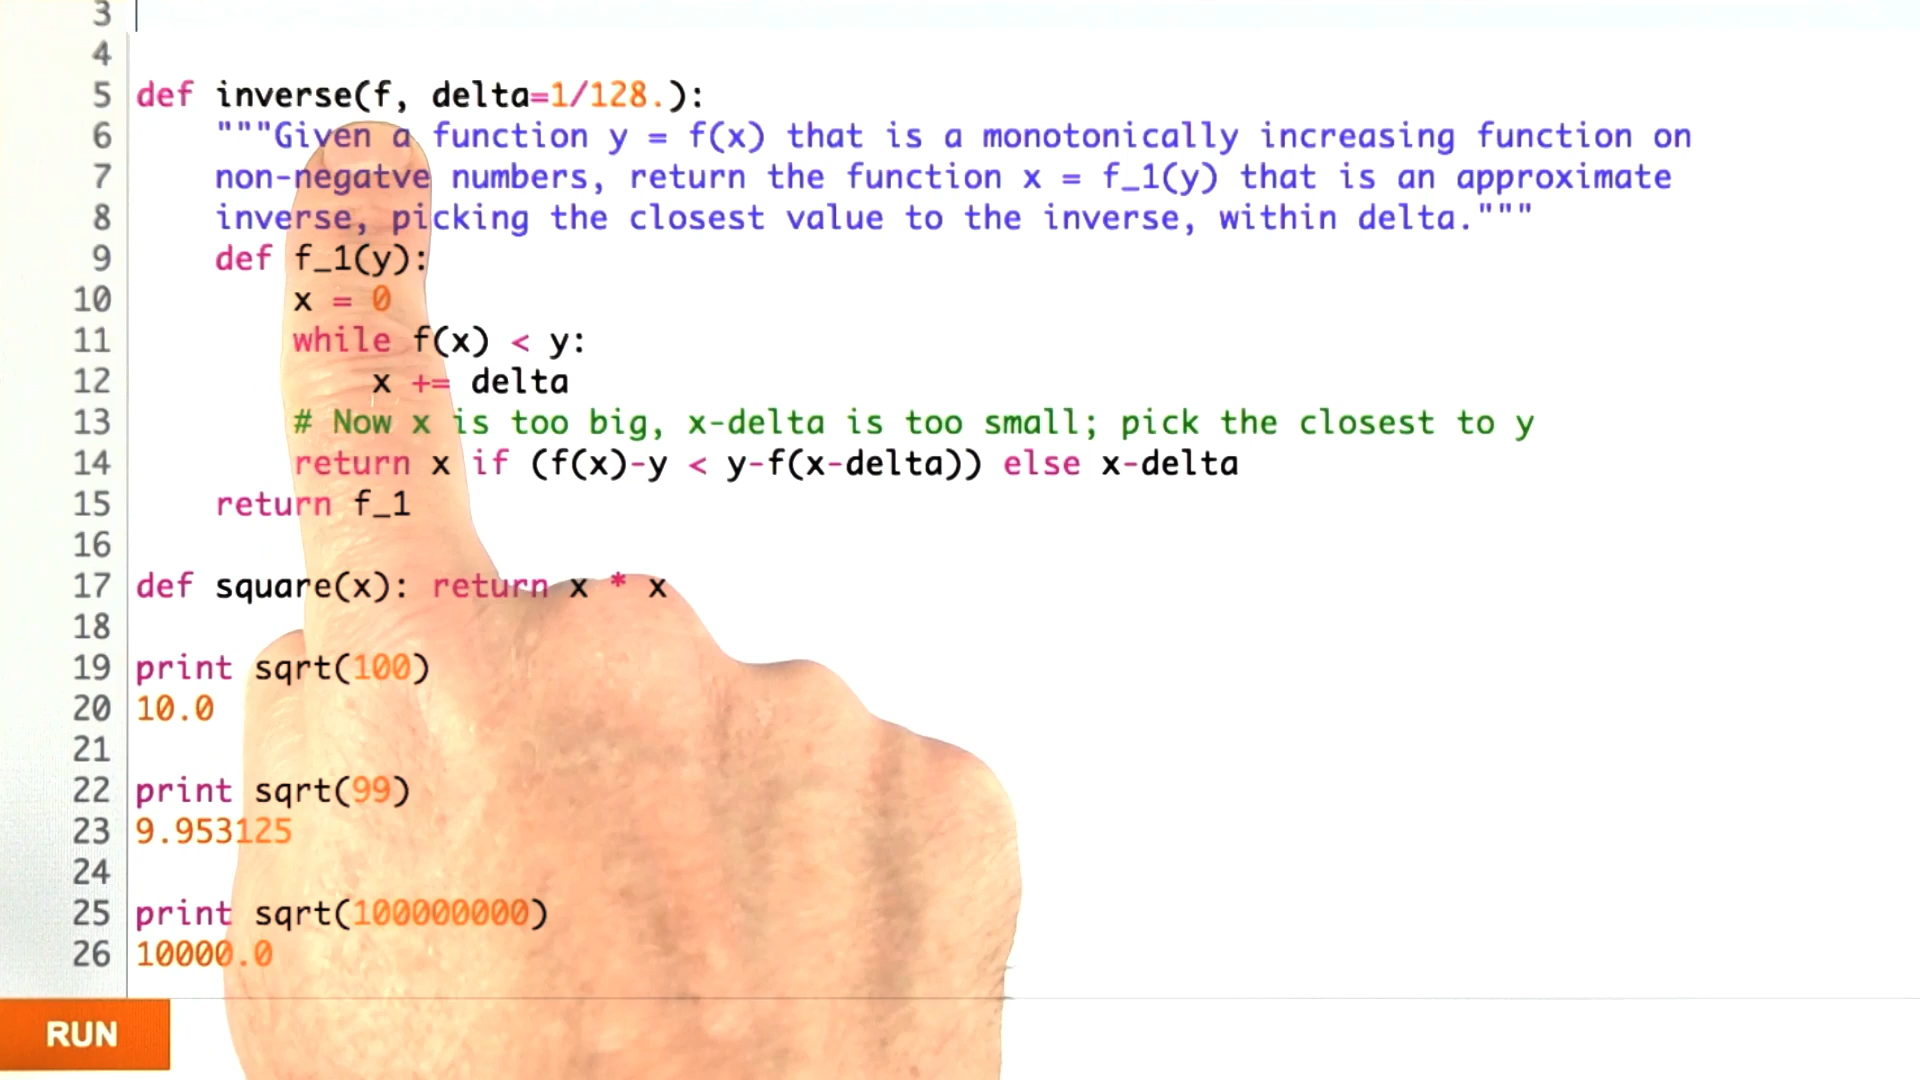 3
4
5 def inverse(f, delta=1/128.):
6 """Given a function y = f(x) that is a monotonically increasing function on
7 non-negatve numbers, return the function x = f_1(y) that is an approximate
8 inverse, picking the closest value to the inverse, within delta."""
9 def f_1(y):
10 x = 0
11 while f(x) < y:
12 x += delta
13 # Now x is too big, x-delta is too small; pick the closest to y
14 return x if (f(x)-y < y-f(x-delta)) else x-delta
15 return f_1
16
17 def square(x): return x * x
18
19 print sqrt(100)
20 10.0
21
22 print sqrt(99)
23 9.953125
24
25 print sqrt(100000000)
26 10000.0
RUN